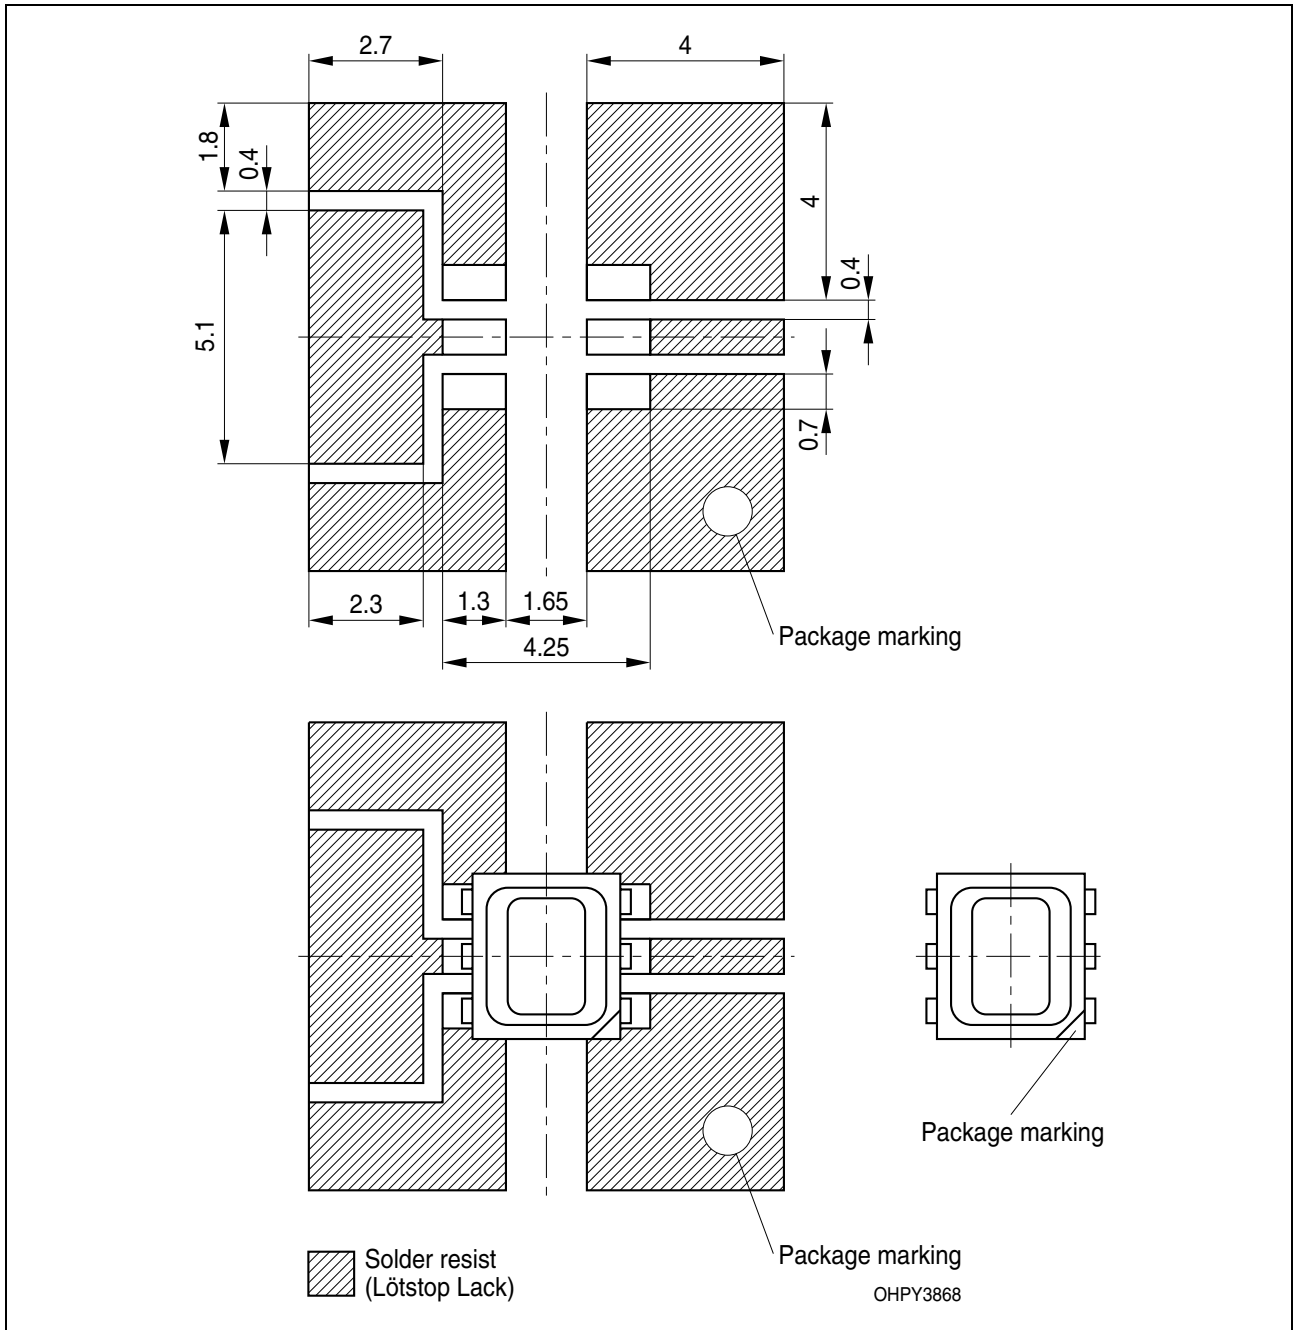 2.7
4
1.8
0.4
4
0.4
5.1
0.7
2.3
1.3
1.65
4.25
Package marking
Package marking
Package marking
Solder resist
(Lötstop Lack)
OHPY3868